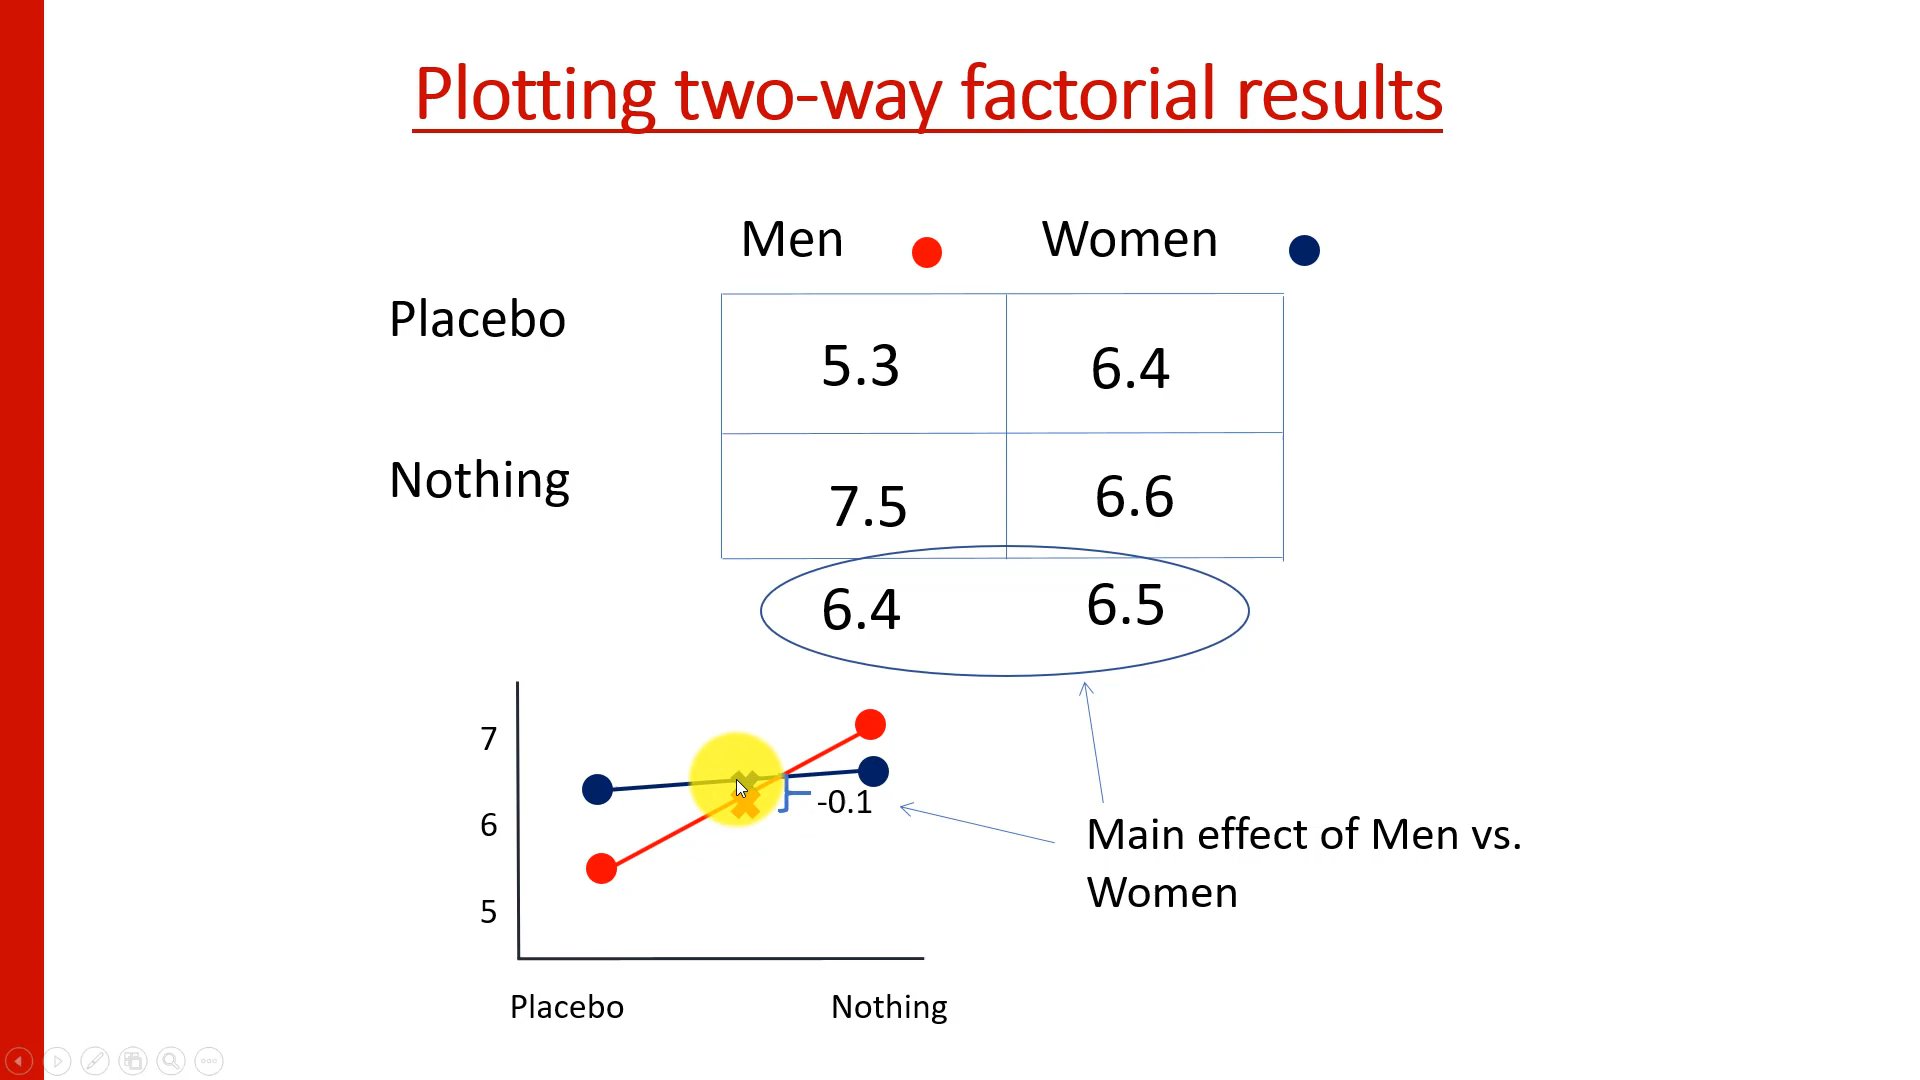 Plotting two-way factorial results
Men Women
Placebo
5.3 6.4
Nothing
7.5 6.6
6.4 6.5
7
6
5
-0.1
Placebo Nothing
Main effect of Men vs.
Women